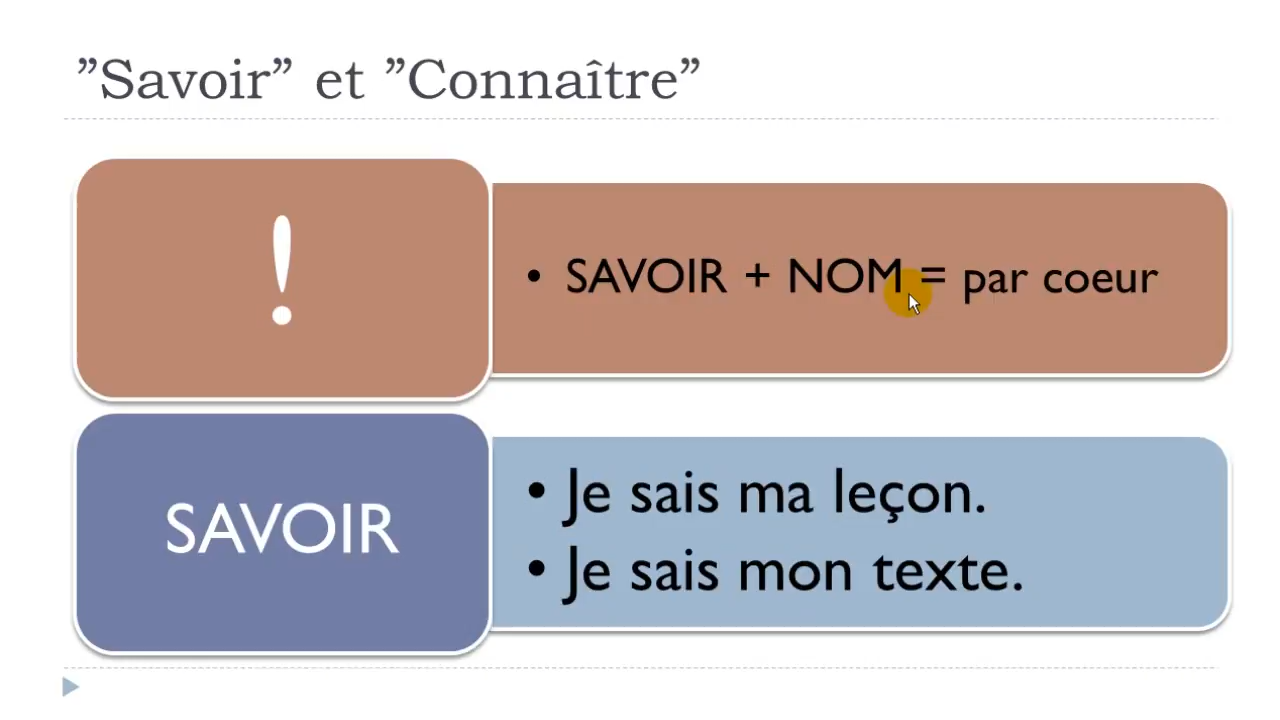 ”Savoir” et ”Connaître”
!
• SAVOIR + NOM = par coeur
SAVOIR
• Je sais ma leçon.
• Je sais mon texte.